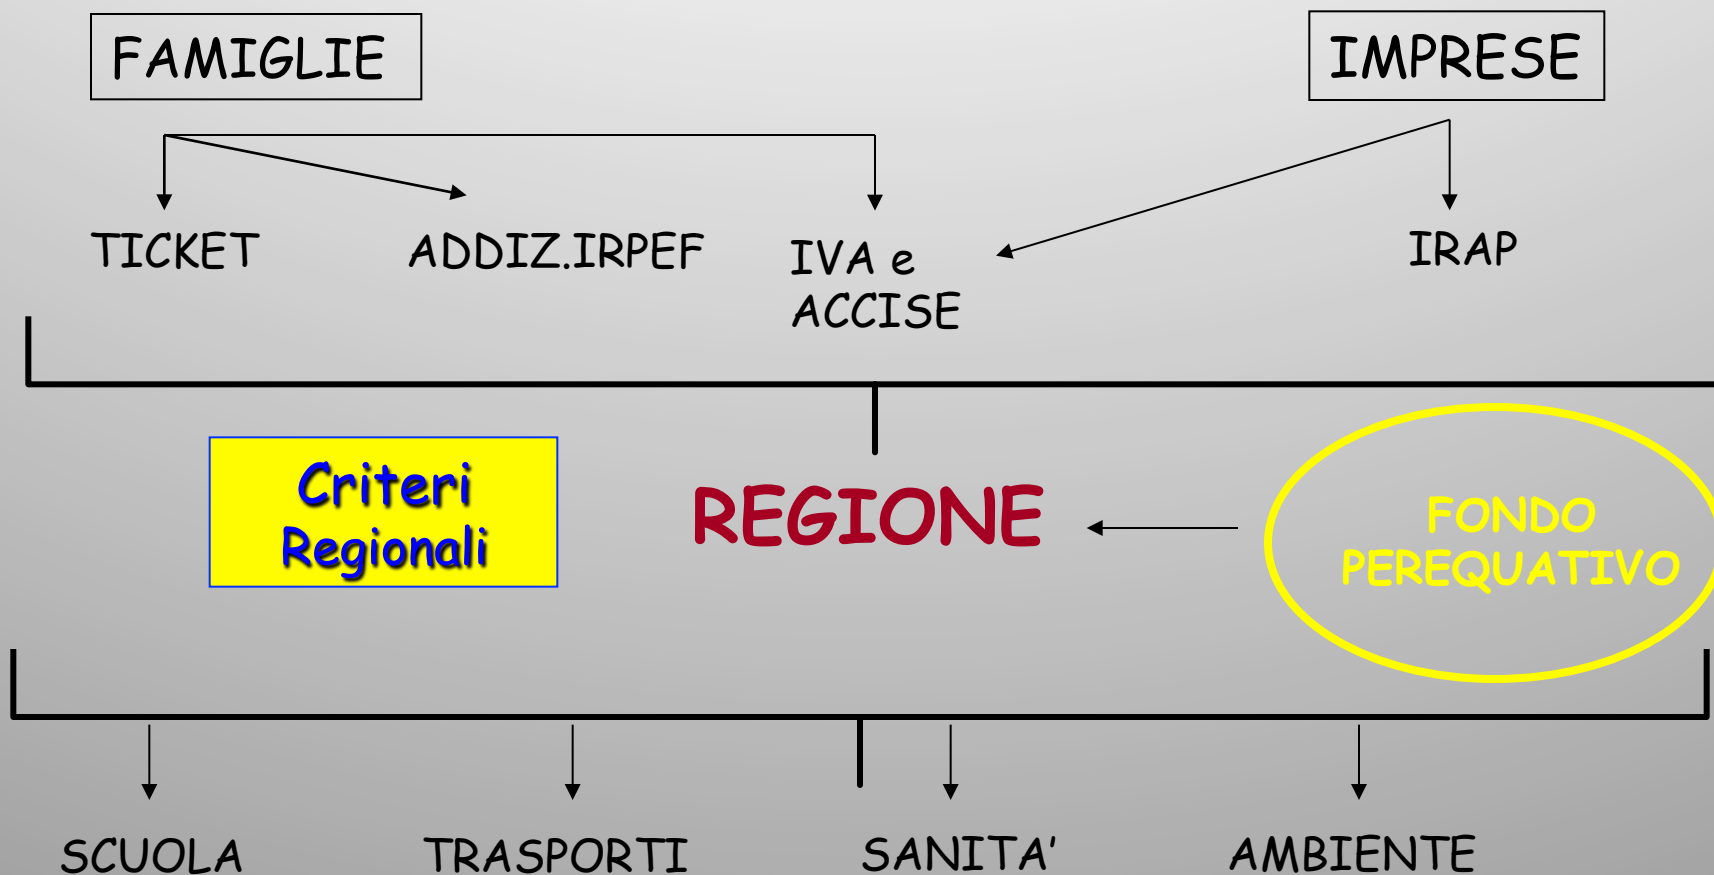 FAMIGLIE
IMPRESE
TICKET
ADDIZ.IRPEF
IVA e
ACCISE
IRAP
Criteri
Regionali
REGIONE
FONDO
PEREQUATIVO
SCUOLA
TRASPORTI
SANITA'
AMBIENTE